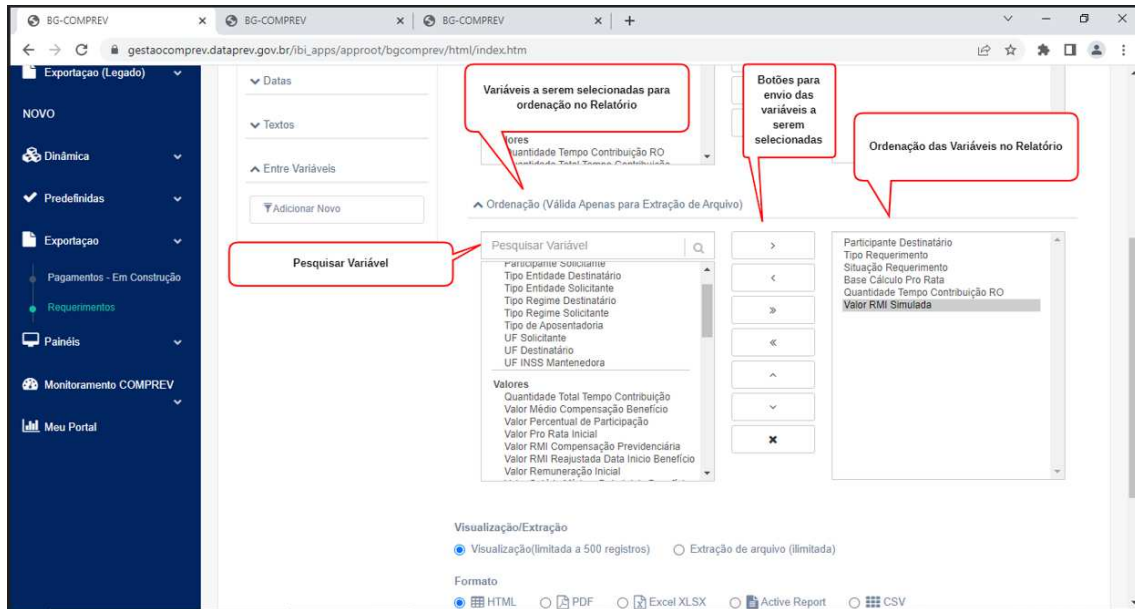 BG-COMPREV
BG-COMPREV
BG-COMPREV
gestaocomprev.dataprev.gov.br/ibi_apps/approot/bgcomprev/html/index.htm
Exportaçao (Legado)
NOVO
Dinâmica
Predefinidas
Exportaçao
Pagamentos - Em Construção
Requerimentos
Painéis
Monitoramento COMPREV
Meu Portal
Datas
Textos
Entre Variáveis
Adicionar Novo
Pesquisar Variável
Variáveis a serem selecionadas para
ordenação no Relatório
Quantidade Tempo Contribuição RO
Botões para
envio das
variáveis a
serem
selecionadas
Ordenação das Variáveis no Relatório
Ordenação (Válida Apenas para Extração de Arquivo)
Pesquisar Variável
Participante Solicitante
Tipo Entidade Destinatário
Tipo Entidade Solicitante
Tipo Regime Destinatário
Tipo Regime Solicitante
Tipo de Aposentadoria
UF Solicitante
UF Destinatário
UF INSS Mantenedora
Valores
Quantidade Total Tempo Contribuição
Valor Médio Compensação Benefício
Valor Percentual de Participação
Valor Pro Rata Inicial
Valor RMI Compensação Previdenciária
Valor RMI Reajustada Data Inicio Benefício
Valor Remuneração Inicial
Participante Destinatário
Tipo Requerimento
Situação Requerimento
Base Cálculo Pro Rata
Quantidade Tempo Contribuição RO
Valor RMI Simulada
Visualização/Extração
Visualização(limitada a 500 registros)
Extração de arquivo (ilimitada)
Formato
HTML
PDF
Excel XLSX
Active Report
CSV